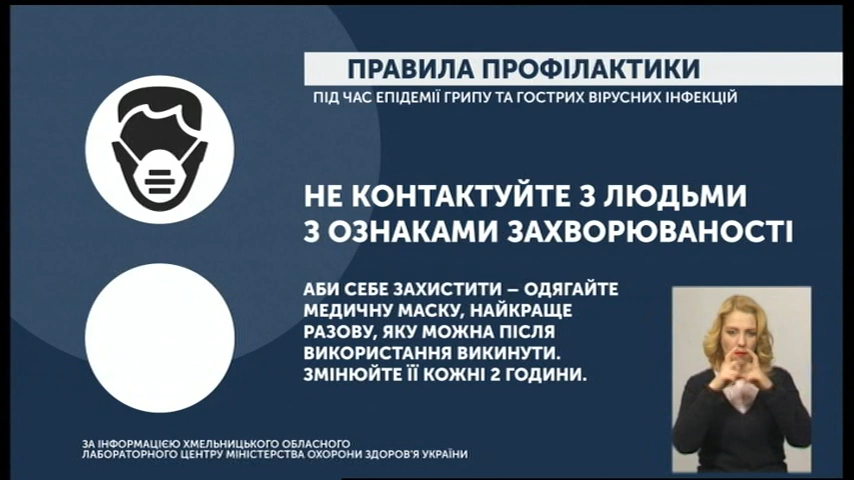 ПРАВИЛА ПРОФІЛАКТИКИ
ПІД ЧАС ЕПІДЕМІЇ ГРИПУ ТА ГОСТРИХ ВІРУСНИХ ІНФЕКЦІЙ
НЕ КОНТАКТУЙТЕ З ЛЮДЬМИ
З ОЗНАКАМИ ЗАХВОРЮВАНОСТІ
АБИ СЕБЕ ЗАХИСТИТИ – ОДЯГАЙТЕ
МЕДИЧНУ МАСКУ, НАЙКРАЩЕ
РАЗОВУ, ЯКУ МОЖНА ПІСЛЯ
ВИКОРИСТАННЯ ВИКИНУТИ.
ЗМІНЮЙТЕ ЇЇ КОЖНІ 2 ГОДИНИ.
ЗА ІНФОРМАЦІЄЮ ХМЕЛЬНИЦЬКОГО ОБЛАСНОГО
ЛАБОРАТОРНОГО ЦЕНТРУ МІНІСТЕРСТВА ОХОРОНИ ЗДОРОВ'Я УКРАЇНИ